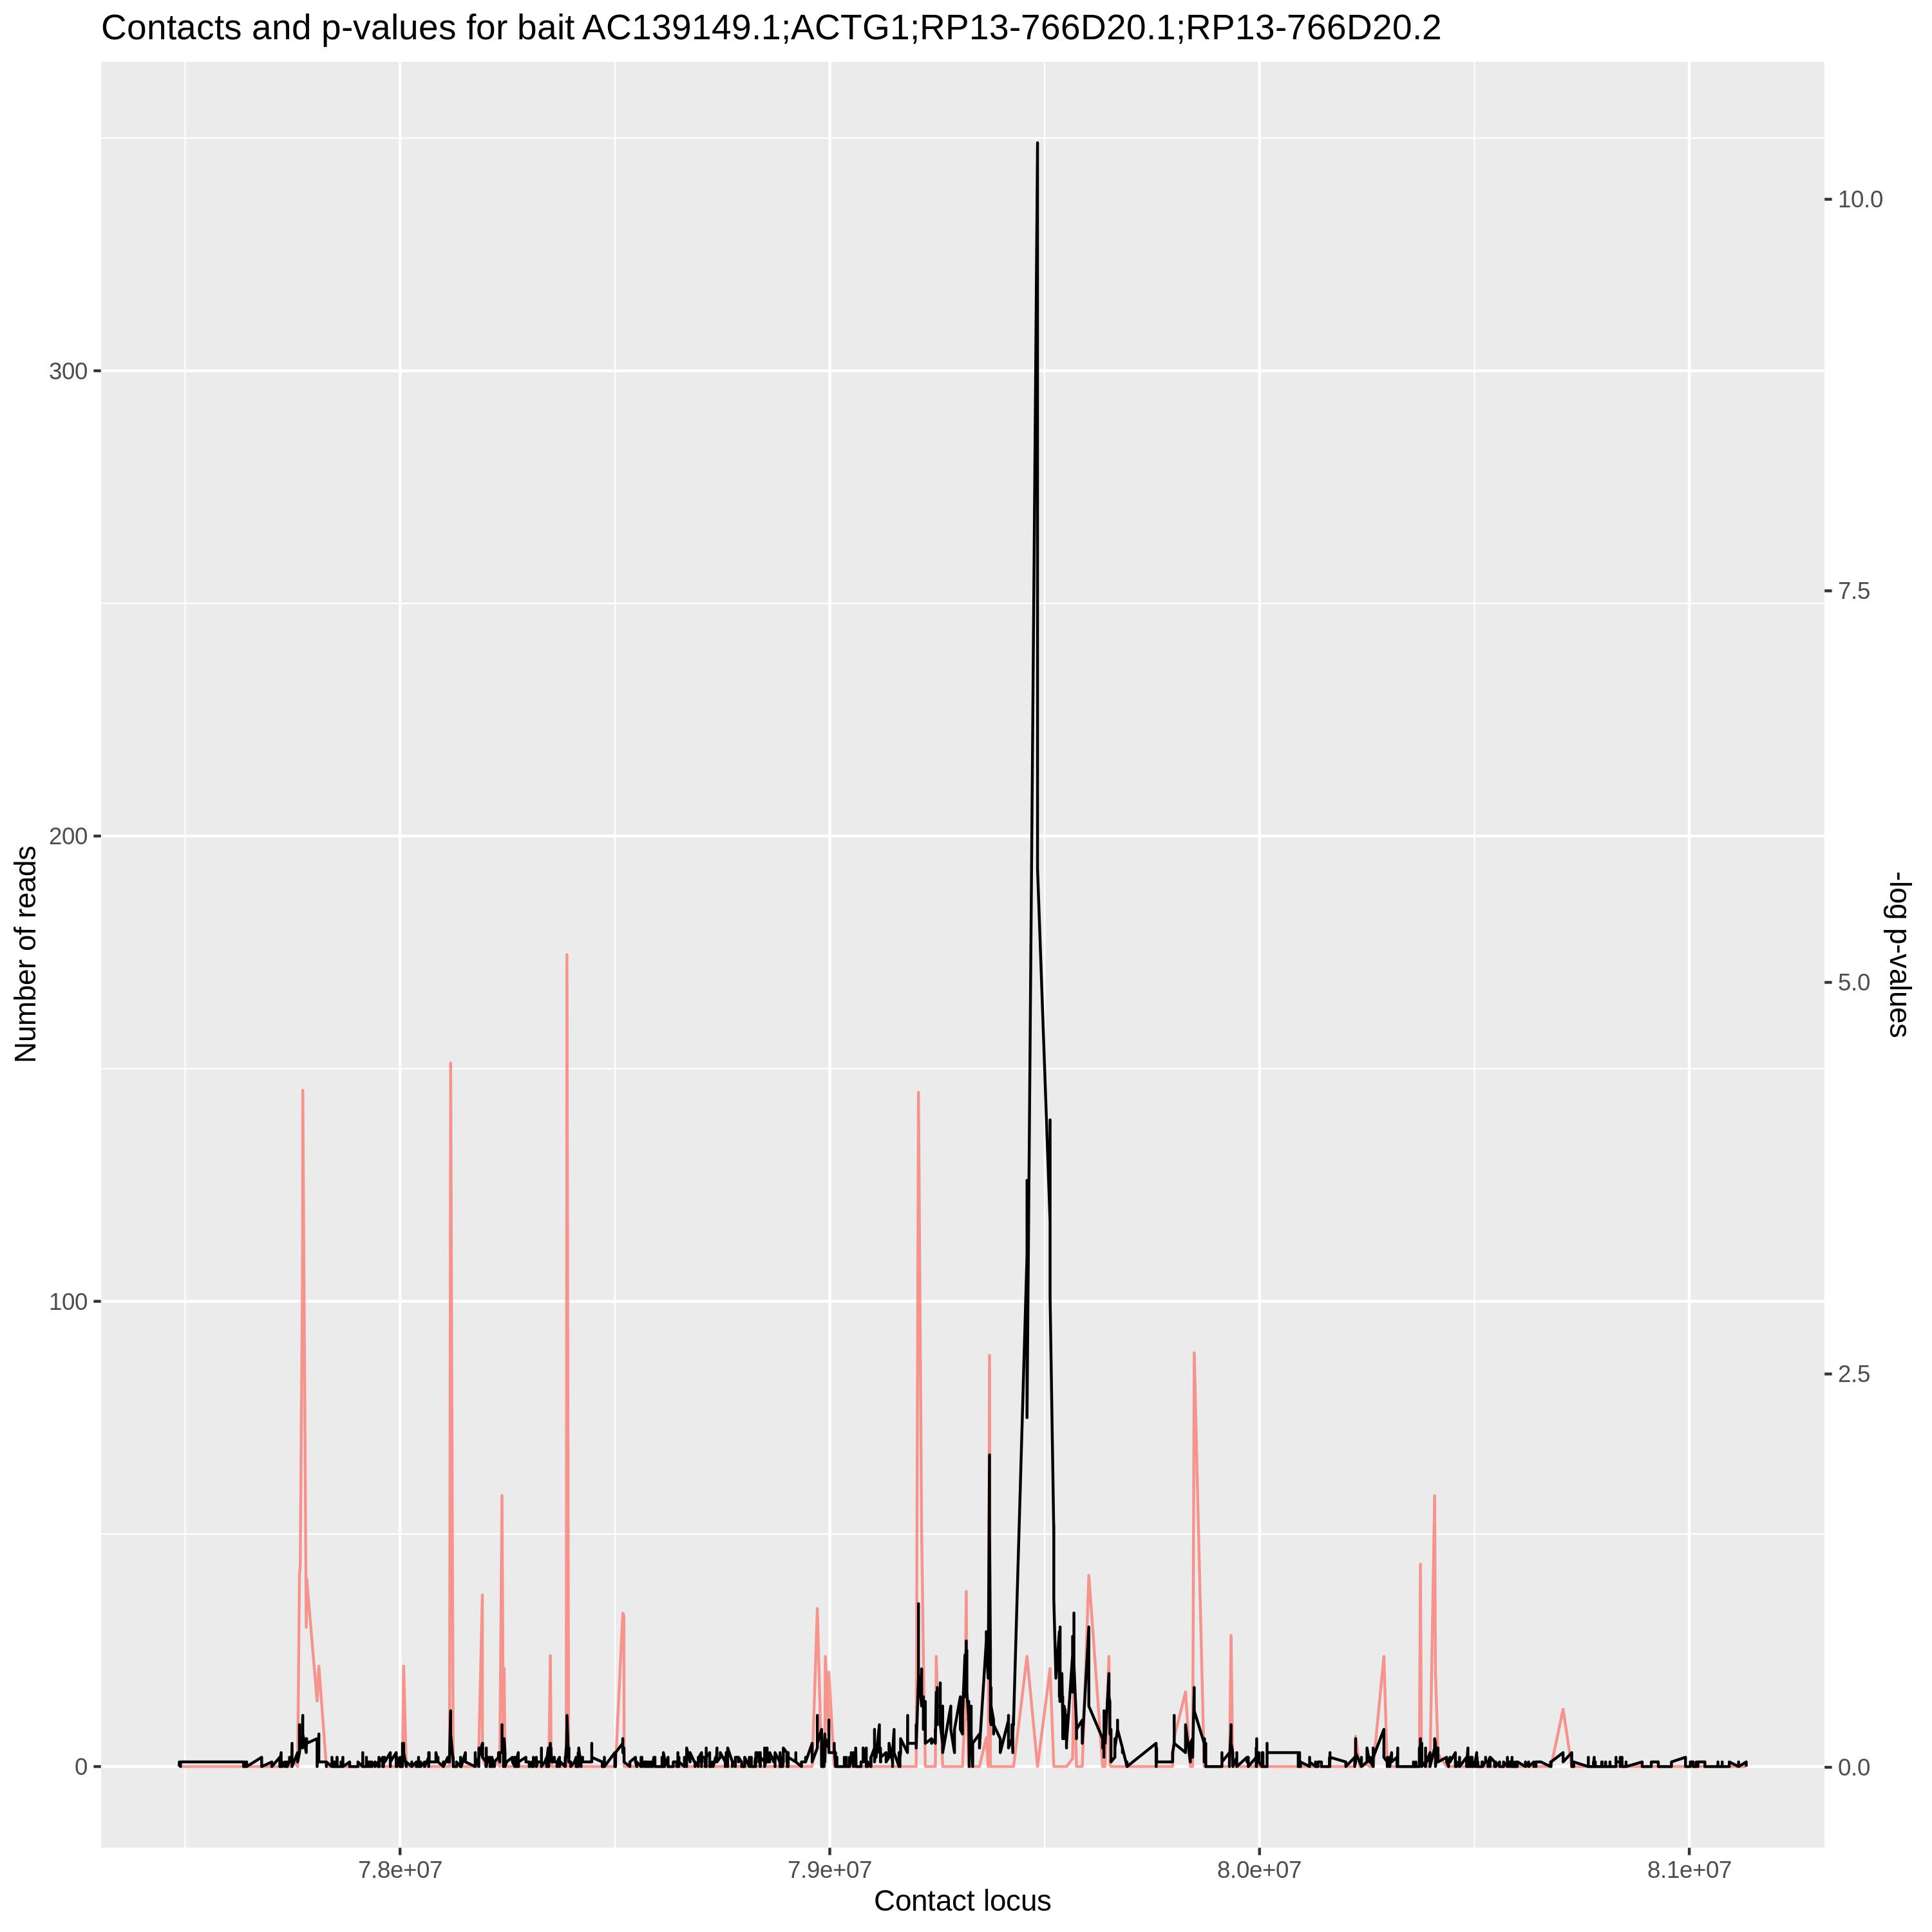 Contacts and p-values for bait AC139149.1;ACTG1;RP13-766D20.1;RP13-766D20.2
Number of reads
300
200
100
0
10.0
7.5
5.0
2.5
0.0
-log p-values
7.8e+07
7.9e+07
8.0e+07
8.1e+07
Contact locus